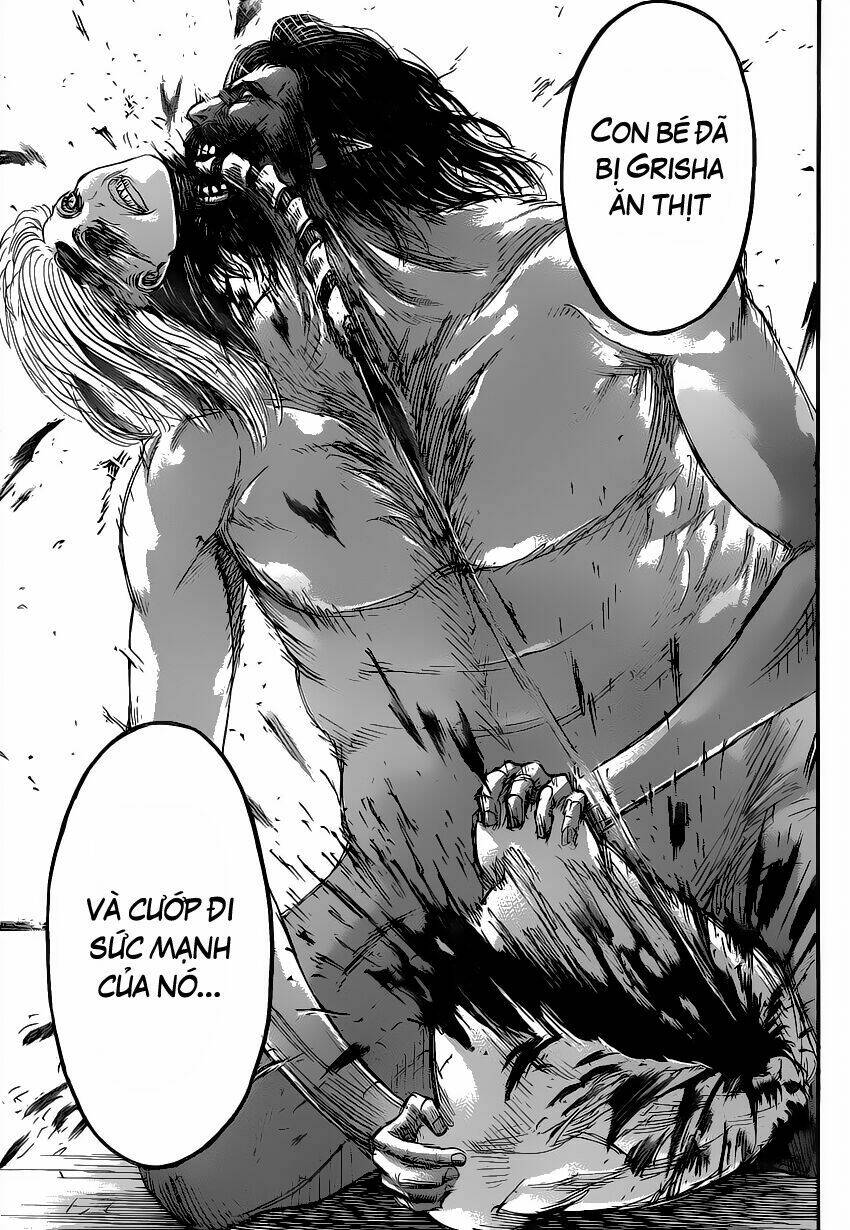 CON BÉ ĐÃ
BỊ GRISHA
ĂN THỊT
VÀ CƯỚP ĐI
SỨC MẠNH
CỦA NÓ...